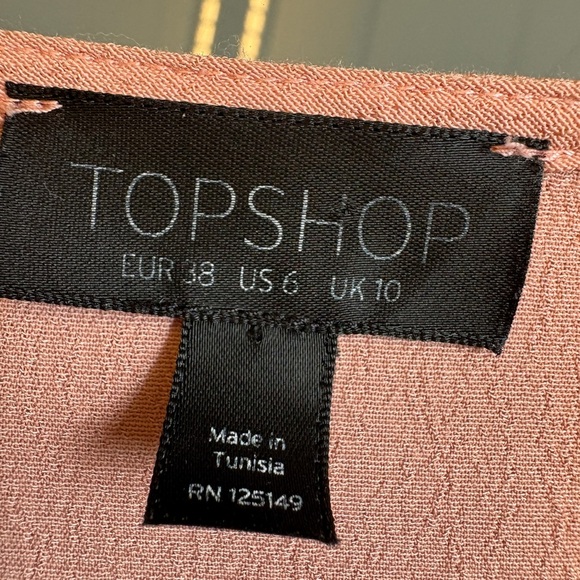 TOPSHOP
EUR 38 US 6 UK 10
Made in
Tunisia
RN 125149